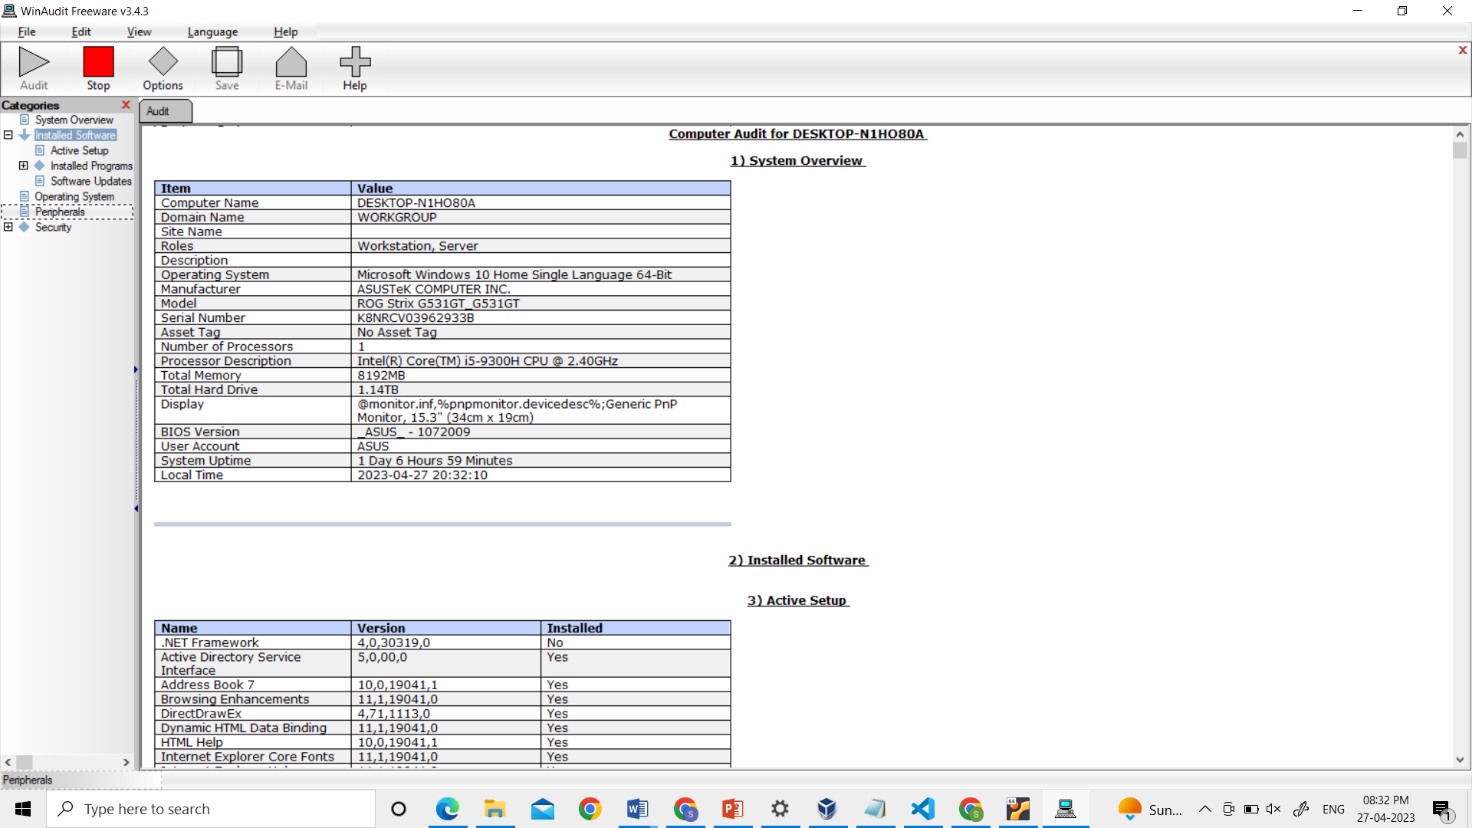 WinAudit Freeware v3.4.3
File Edit View Language Help
Audit Stop Options Save E-Mail Help
Categories
System Overview
Installed Software
Active Setup
Installed Programs
Software Updates
Operating System
Peripherals
Security
Audit
Computer Audit for DESKTOP-N1HO80A
1) System Overview
Item Value
Computer Name DESKTOP-N1HO80A
Domain Name WORKGROUP
Site Name
Roles Workstation, Server
Description
Operating System Microsoft Windows 10 Home Single Language 64-Bit
Manufacturer ASUSTeK COMPUTER INC.
Model ROG Strix G531GT_G531GT
Serial Number K8NRCV03962933B
Asset Tag No Asset Tag
Number of Processors 1
Processor Description Intel(R) Core(TM) i5-9300H CPU @ 2.40GHz
Total Memory 8192MB
Total Hard Drive 1.14TB
Display @monitor.inf,%pnpmonitor.devicedesc%;Generic PnP
Monitor, 15.3" (34cm x 19cm)
BIOS Version _ASUS_ - 1072009
User Account ASUS
System Uptime 1 Day 6 Hours 59 Minutes
Local Time 2023-04-27 20:32:10
2) Installed Software
3) Active Setup
Name Version Installed
.NET Framework 4,0,30319,0 No
Active Directory Service 5,0,00,0 Yes
Interface
Address Book 7 10,0,19041,1 Yes
Browsing Enhancements 11,1,19041,0 Yes
DirectDrawEx 4,71,1113,0 Yes
Dynamic HTML Data Binding 11,1,19041,0 Yes
HTML Help 10,0,19041,1 Yes
Internet Explorer Core Fonts 11,1,19041,0 Yes
Peripherals
Type here to search
Sun...
ENG
08:32 PM
27-04-2023
1